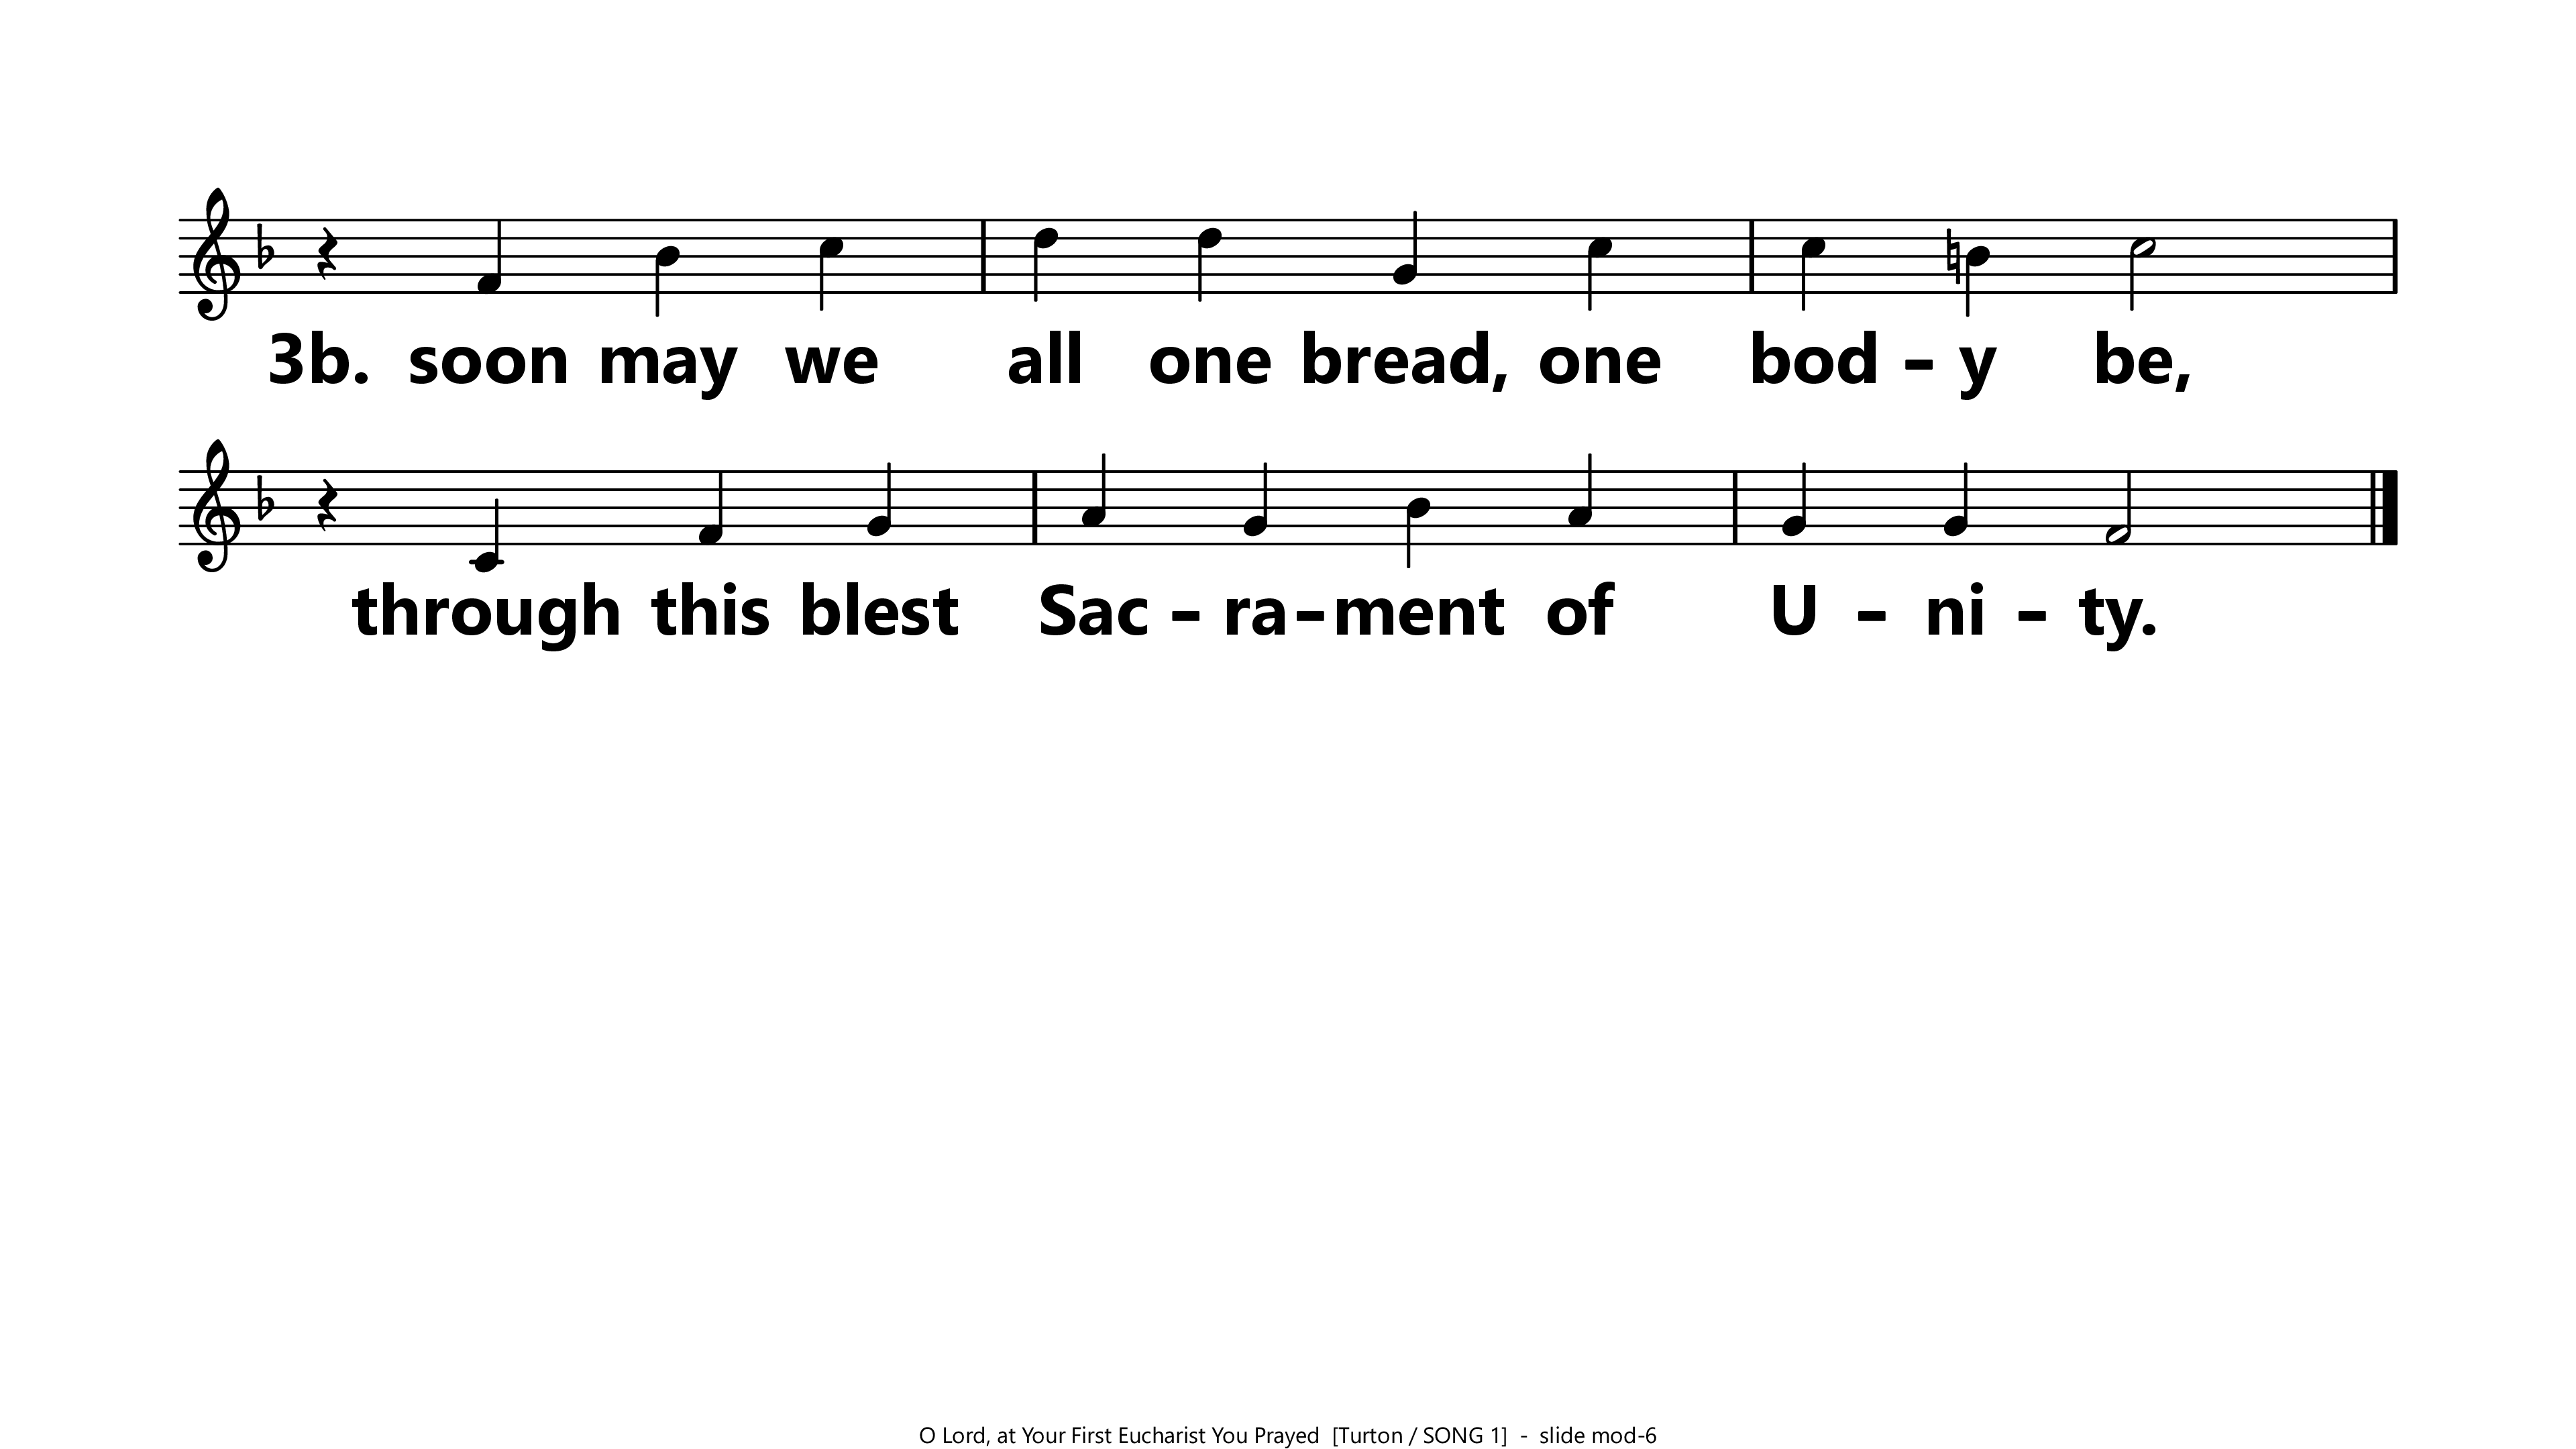 3b. soon may we all one bread, one bod - y be,
through this blest Sac - ra - ment of U - ni - ty.
O Lord, at Your First Eucharist You Prayed [Turton / SONG 1] - slide mod-6